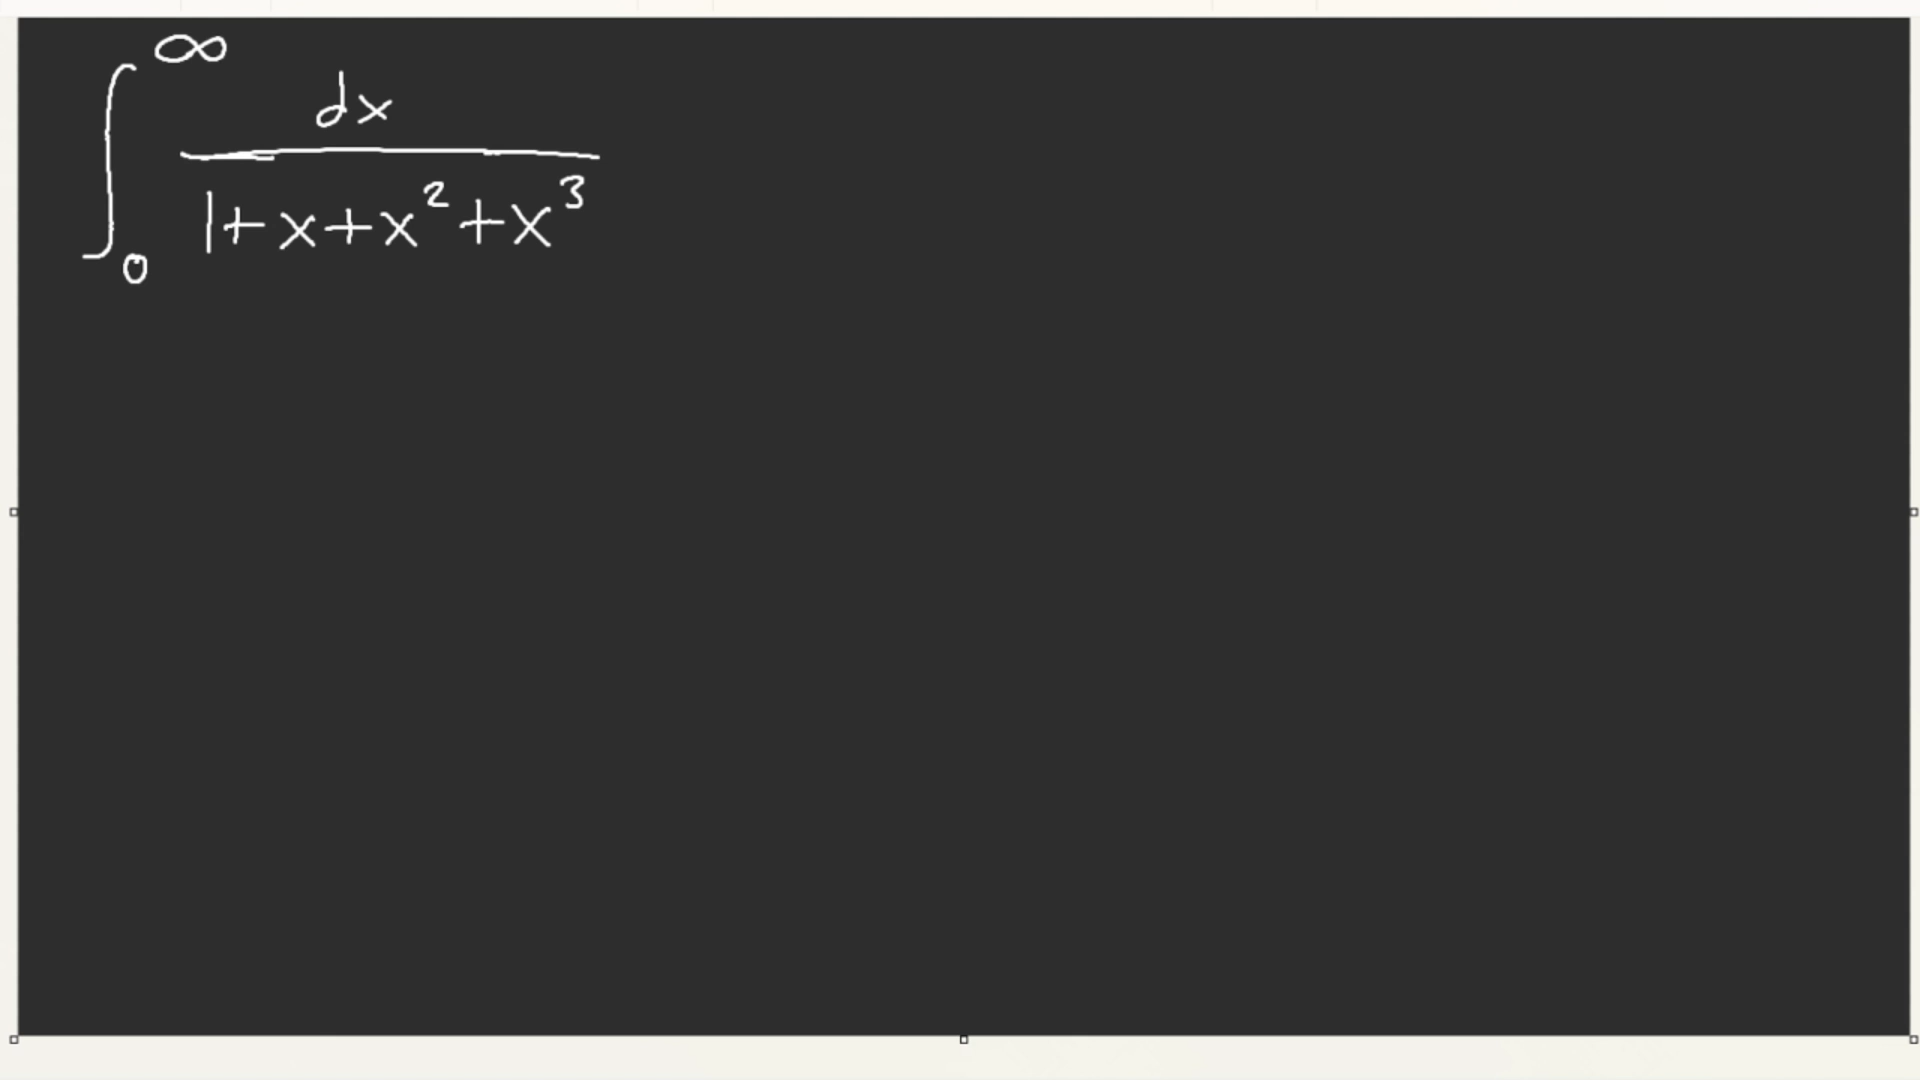 ∫₀^∞ dx / (1+x+x²+x³)